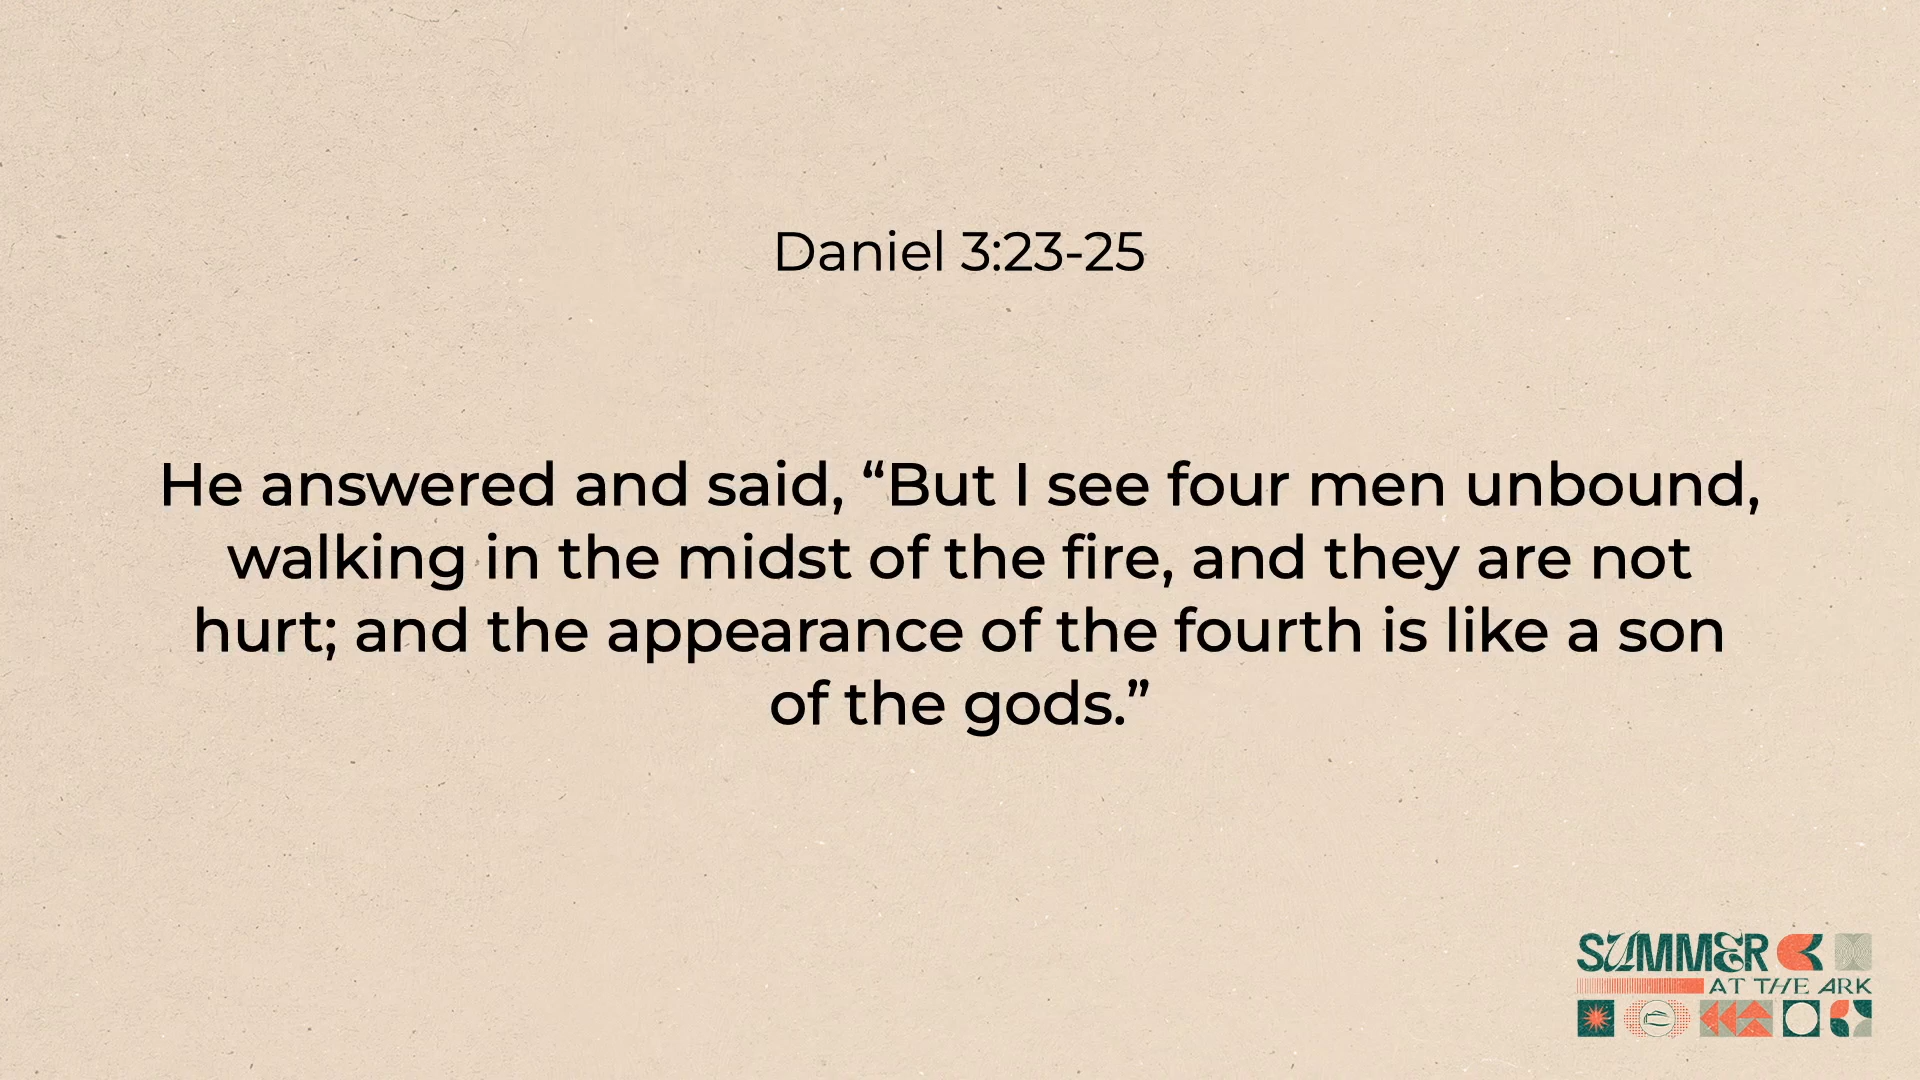 Daniel 3:23-25
He answered and said, “But I see four men unbound,
walking in the midst of the fire, and they are not
hurt; and the appearance of the fourth is like a son
of the gods.”
SUMMER
AT THE ARK